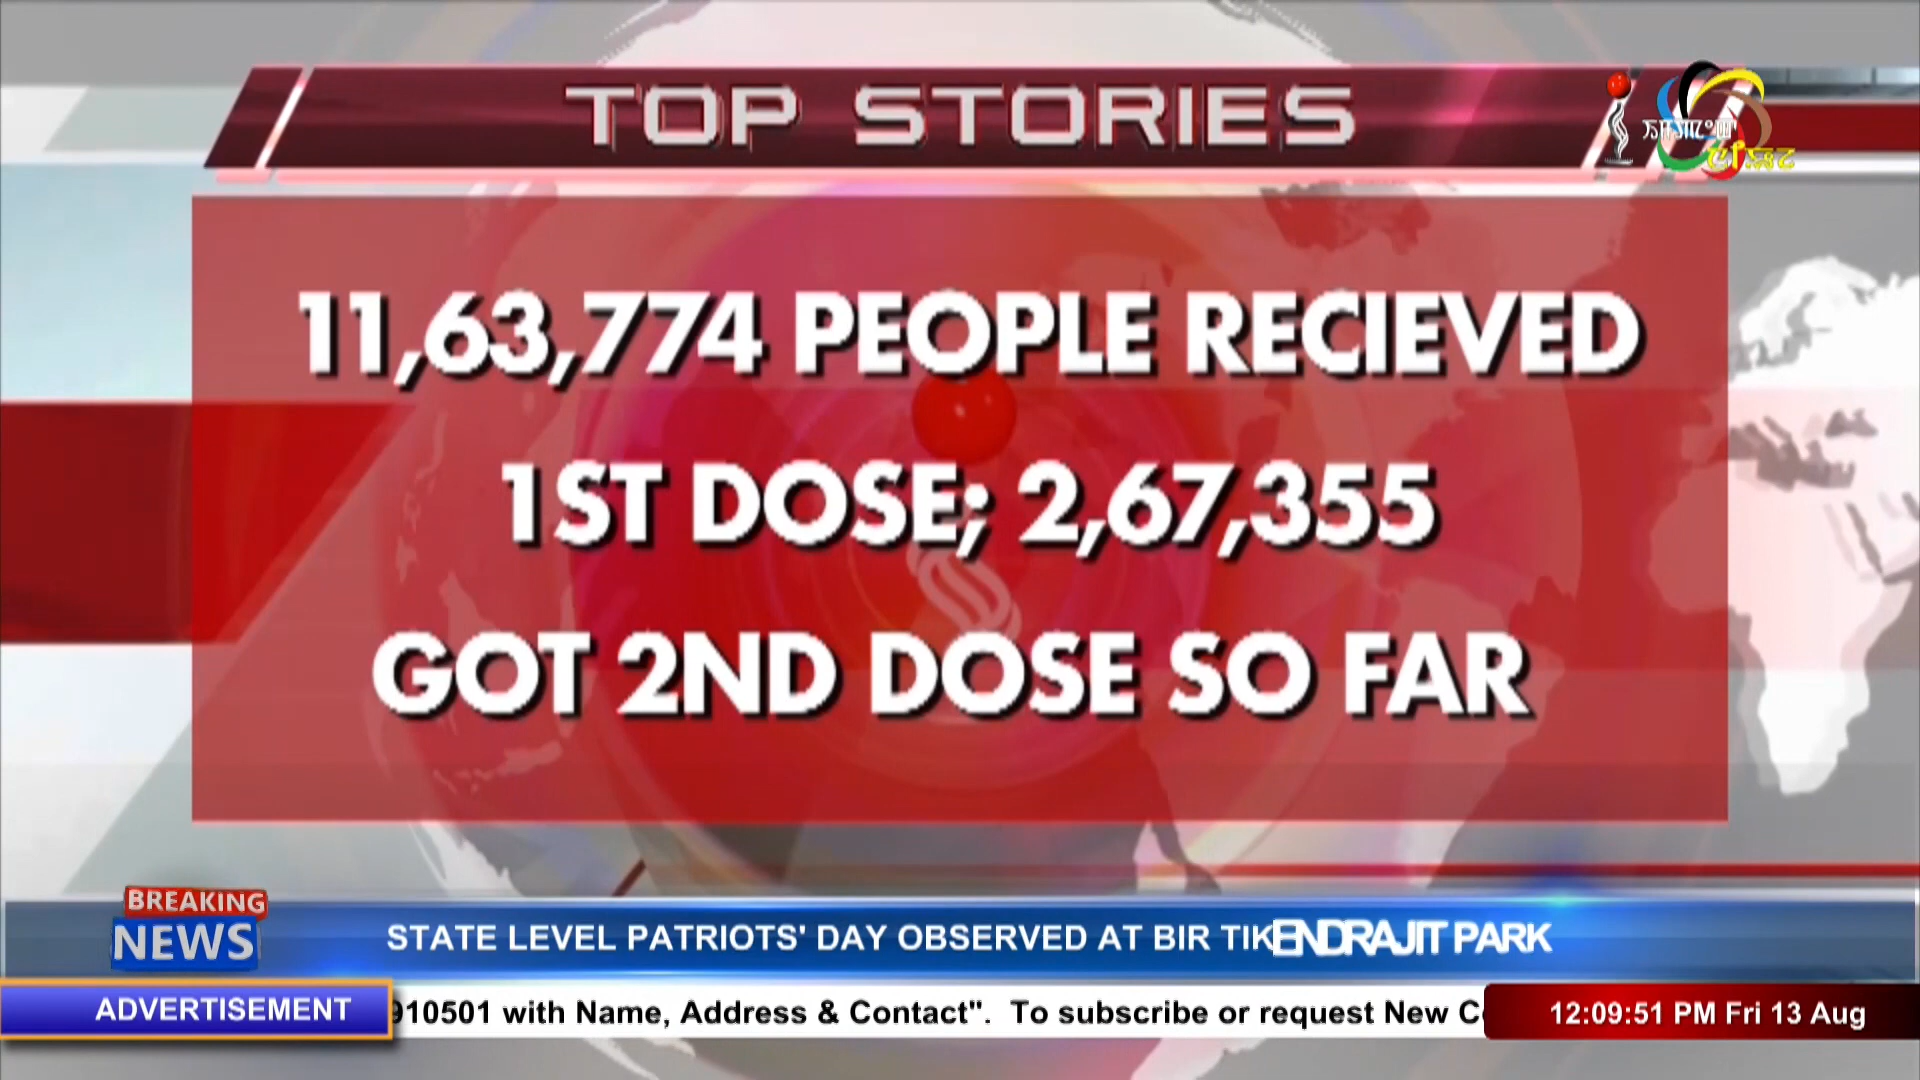 TOP STORIES
11,63,774 PEOPLE RECIEVED
1ST DOSE; 2,67,355
GOT 2ND DOSE SO FAR
BREAKING
NEWS
STATE LEVEL PATRIOTS' DAY OBSERVED AT BIR TIKENDRAJIT PARK
ADVERTISEMENT
910501 with Name, Address & Contact". To subscribe or request New C
12:09:51 PM Fri 13 Aug